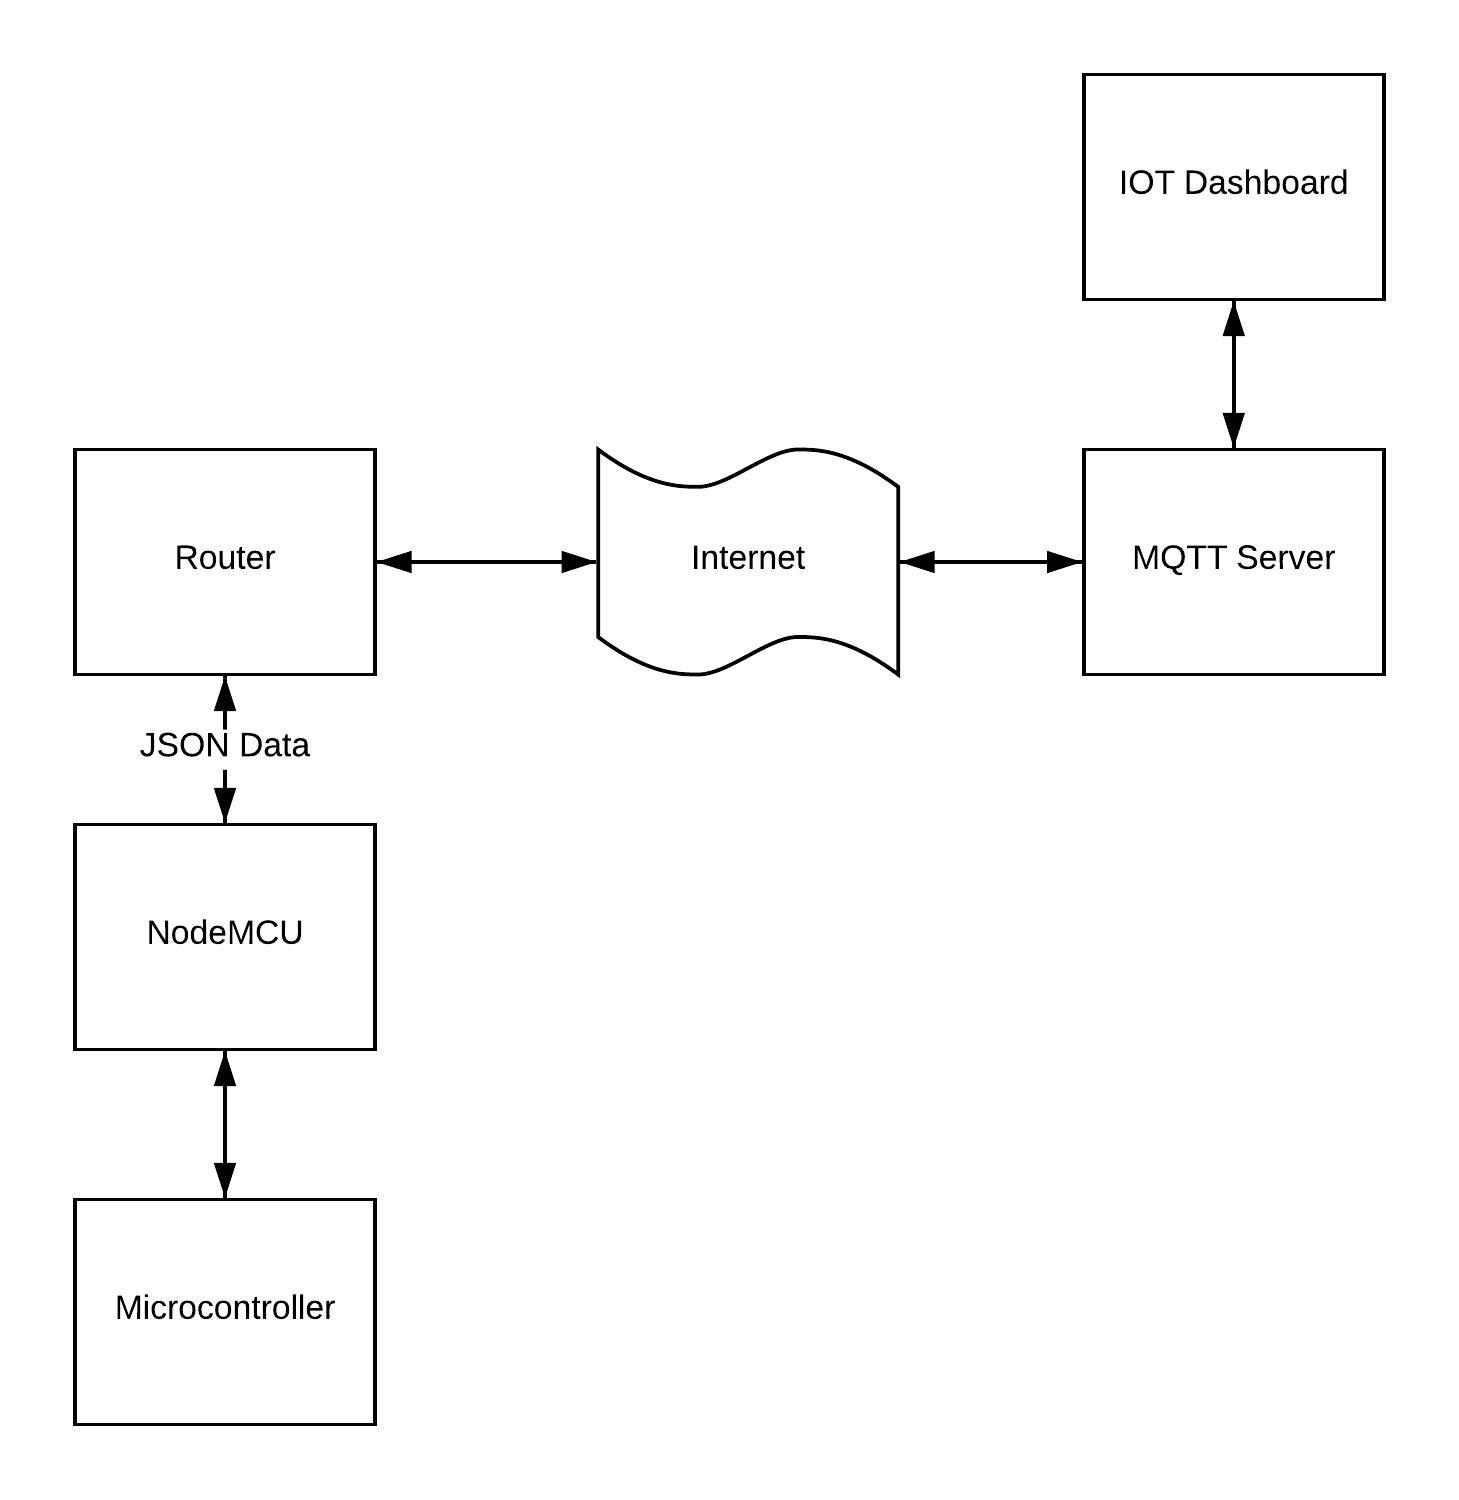 IOT Dashboard
Router
Internet
MQTT Server
JSON Data
NodeMCU
Microcontroller